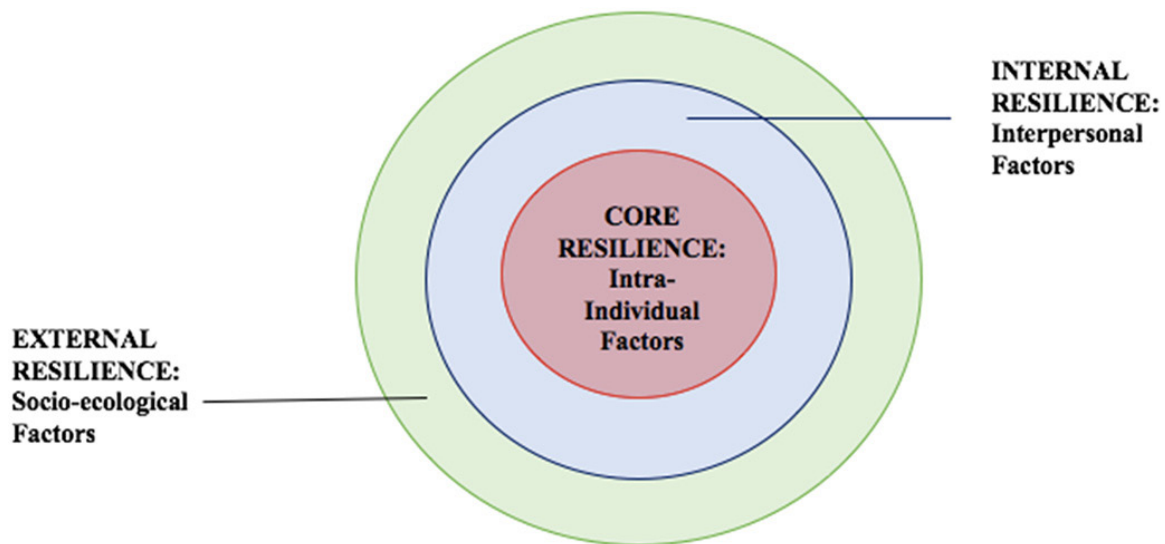 INTERNAL
RESILIENCE:
Interpersonal
Factors
CORE
RESILIENCE:
Intra-
Individual
Factors
EXTERNAL
RESILIENCE:
Socio-ecological
Factors